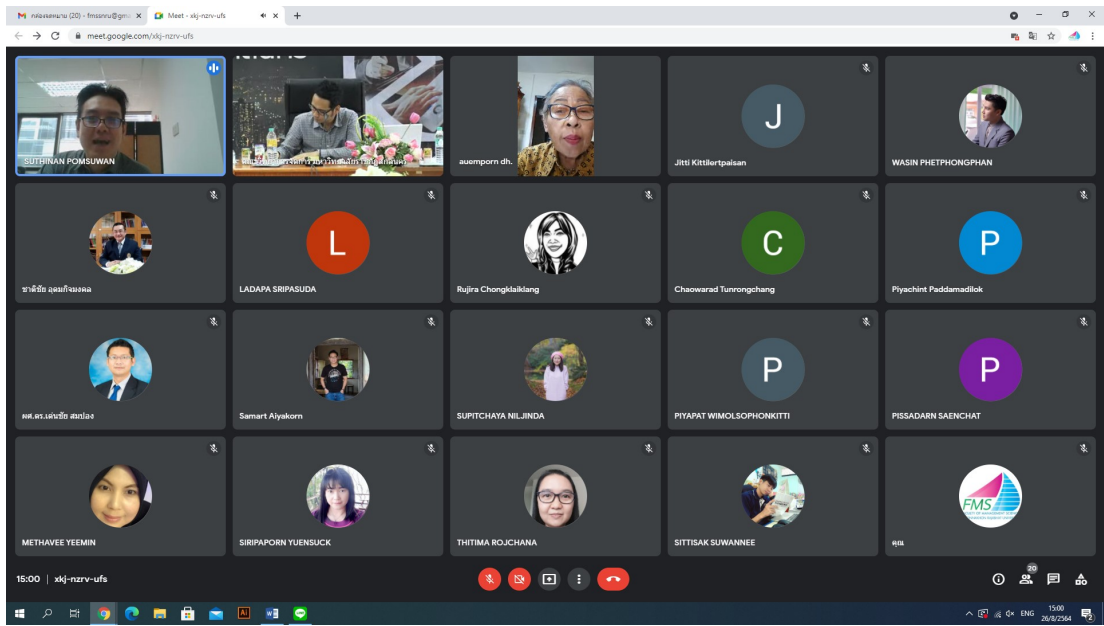 กล่องจดหมาย (20) - fmssnru@gm
Meet - xkj-nzrv-ufs
meet.google.com/xkj-nzrv-ufs
SUTHINAN POMSUWAN
auemporn dh.
J
Jitti Kittilertpaisan
WASIN PHETPHONGPHAN
ชาติชัย อุดมกิจมงคล
L
LADAPA SRIPASUDA
Rujira Chongklaiklang
C
Chaowarad Tunrongchang
P
Piyachint Paddamadilok
ผศ.ดร.เด่นชัย สมปอง
Samart Aiyakorn
SUPITCHAYA NILJINDA
P
PIYAPAT WIMOLSOPHONKITTI
P
PISSADARN SAENCHAT
METHAVEE YEEMIN
SIRIPAPORN YUENSUCK
THITIMA ROJCHANA
SITTISAK SUWANNEE
FMS
คุณ
15:00 | xkj-nzrv-ufs
20
Ai
ENG
15:00
26/8/2564
2